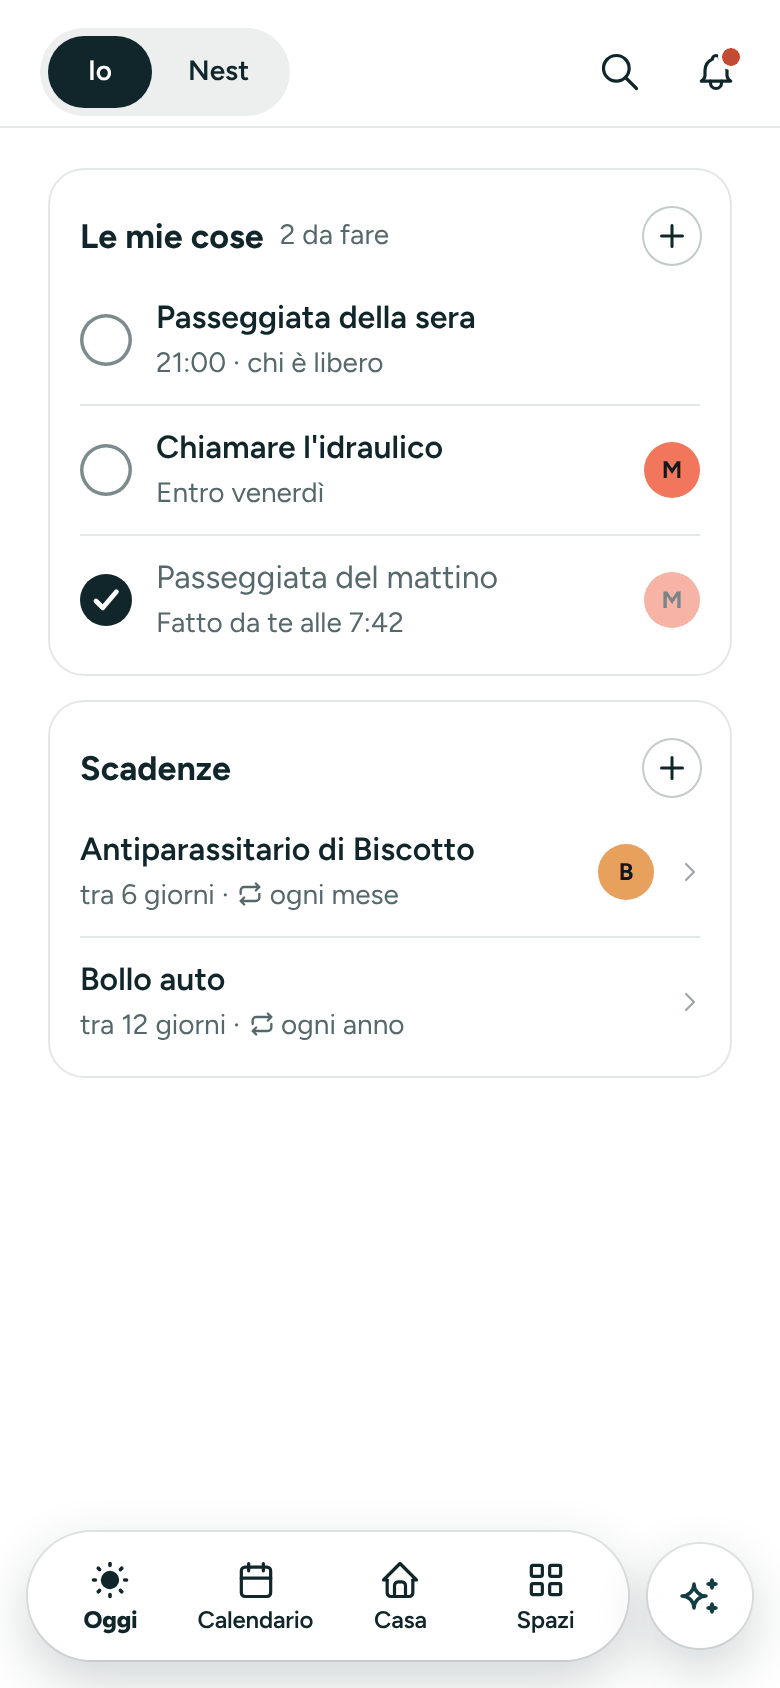 Io
Nest
Le mie cose 2 da fare
Passeggiata della sera
21:00 · chi è libero
Chiamare l'idraulico
Entro venerdì
M
Passeggiata del mattino
Fatto da te alle 7:42
M
Scadenze
Antiparassitario di Biscotto
tra 6 giorni · ogni mese
B
Bollo auto
tra 12 giorni · ogni anno
Oggi
Calendario
Casa
Spazi